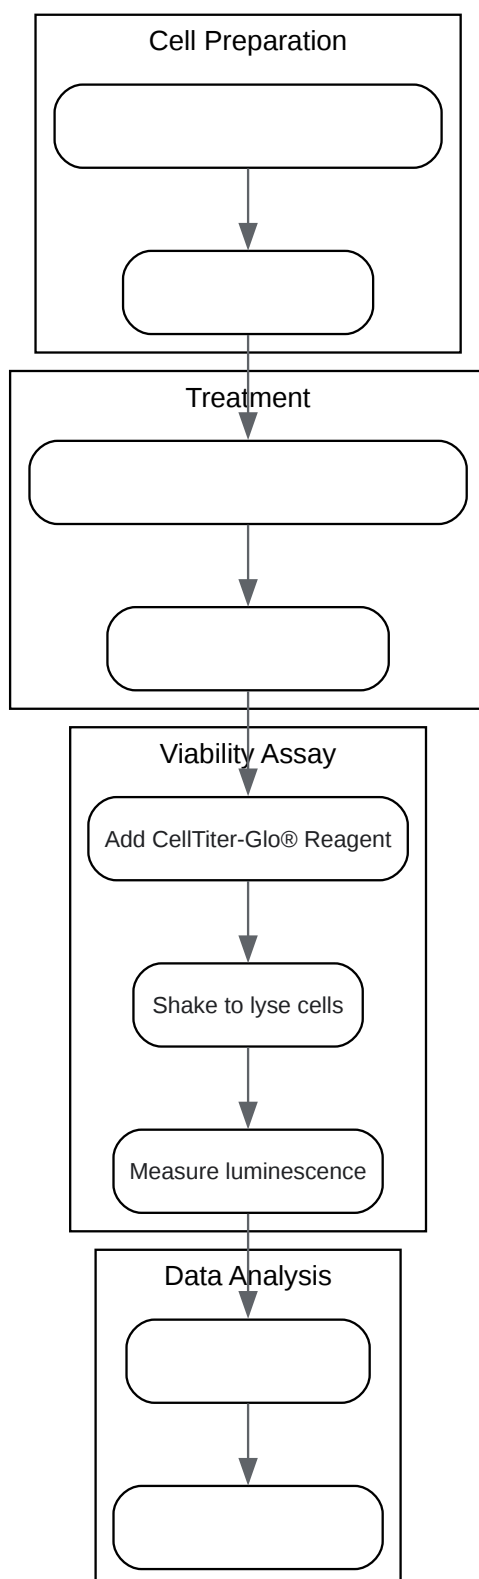 Cell Preparation
Treatment
Viability Assay
Add CellTiter-Glo® Reagent
Shake to lyse cells
Measure luminescence
Data Analysis